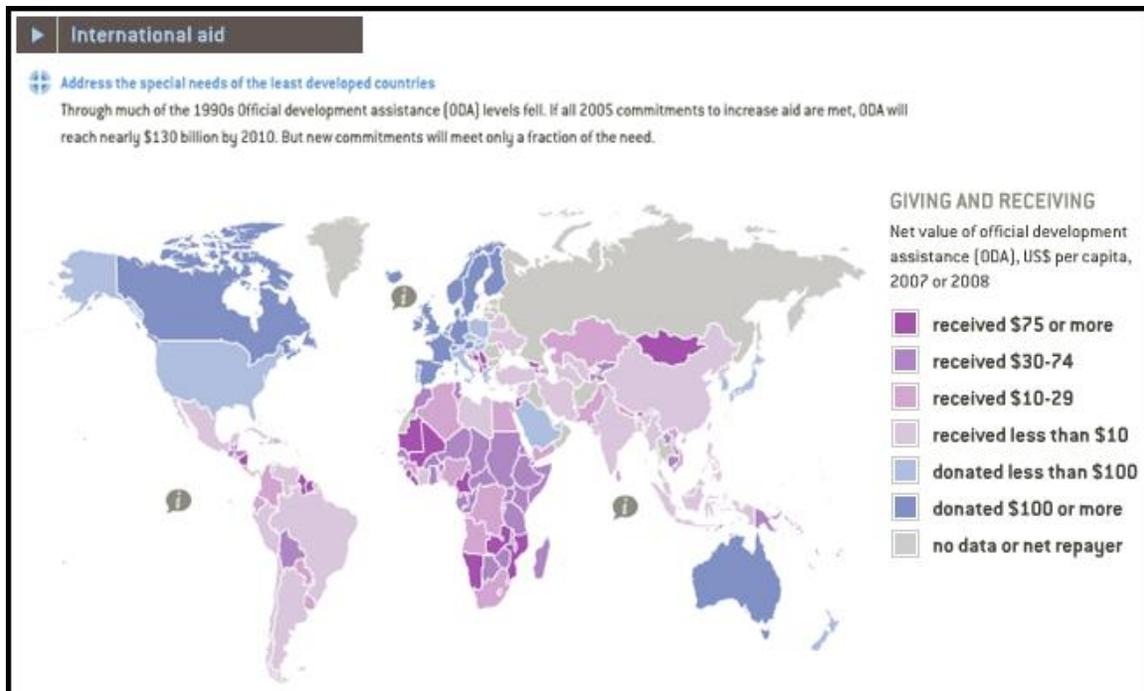 International aid
Address the special needs of the least developed countries
Through much of the 1990s Official development assistance (ODA) levels fell. If all 2005 commitments to increase aid are met, ODA will
reach nearly $130 billion by 2010. But new commitments will meet only a fraction of the need.
GIVING AND RECEIVING
Net value of official development
assistance (ODA), US$ per capita,
2007 or 2008
received $75 or more
received $30-74
received $10-29
received less than $10
donated less than $100
donated $100 or more
no data or net repayer
i
i
i